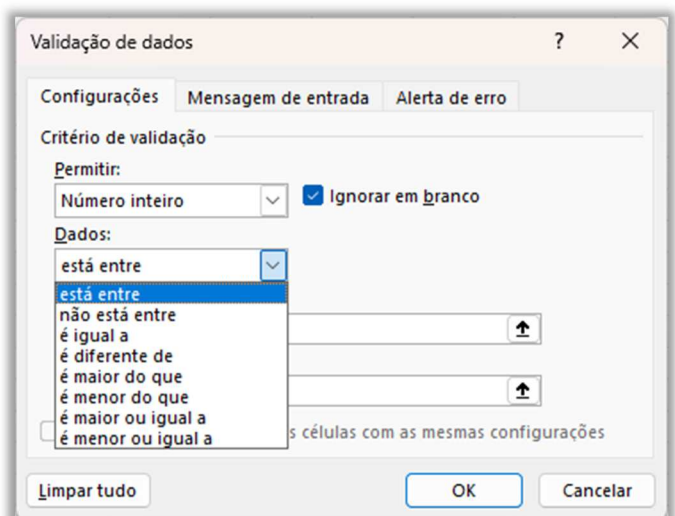 Validação de dados ?
Configurações Mensagem de entrada Alerta de erro
Critério de validação
Permitir:
Número inteiro Ignorar em branco
Dados:
está entre
está entre
não está entre
é igual a
é diferente de
é maior do que
é menor do que
é maior ou igual a
é menor ou igual a s células com as mesmas configurações
Limpar tudo OK Cancelar